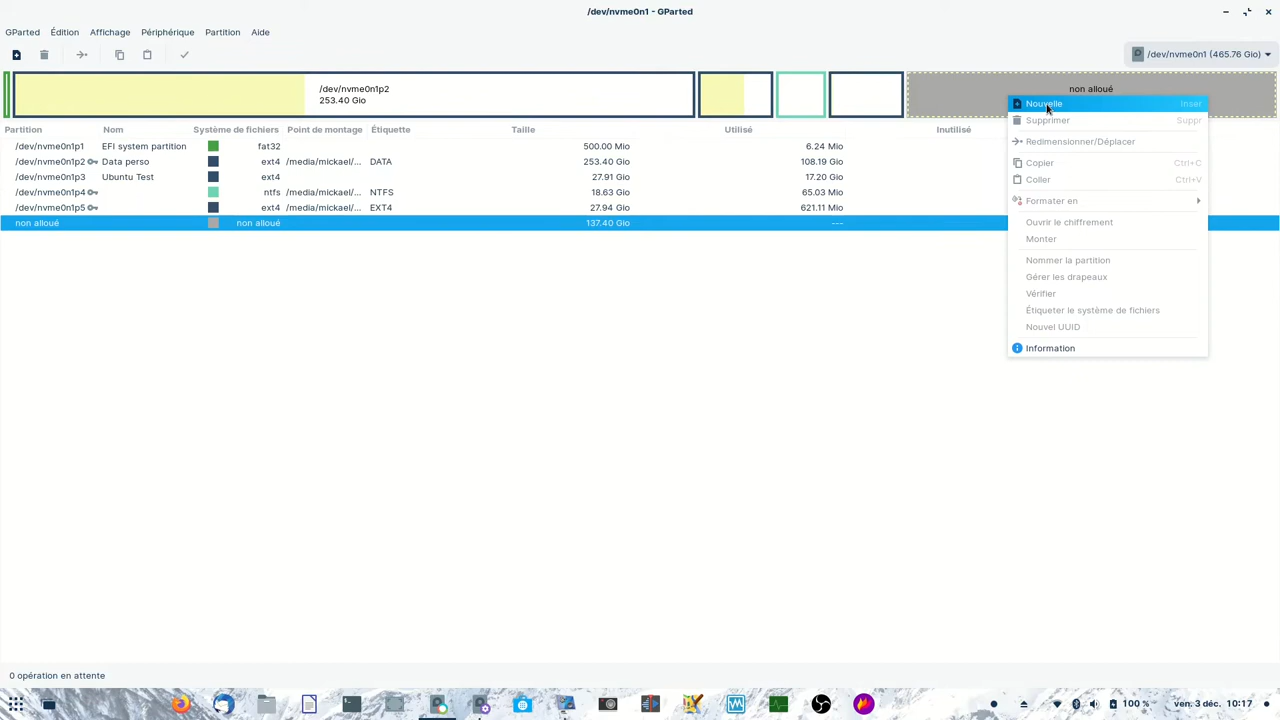 /dev/nvme0n1 - GParted
GParted Édition Affichage Périphérique Partition Aide
/dev/nvme0n1 (465.76 Gio)
/dev/nvme0n1p2
253.40 Gio
non alloué
Partition Nom Système de fichiers Point de montage Étiquette Taille Utilisé Inutilisé
/dev/nvme0n1p1 EFI system partition fat32 500.00 Mio 6.24 Mio
/dev/nvme0n1p2 Data perso ext4 /media/mickael/... DATA 253.40 Gio 108.19 Gio
/dev/nvme0n1p3 Ubuntu Test ext4 27.91 Gio 17.20 Gio
/dev/nvme0n1p4 ntfs /media/mickael/... NTFS 18.63 Gio 65.03 Mio
/dev/nvme0n1p5 ext4 /media/mickael/... EXT4 27.94 Gio 621.11 Mio
non alloué non alloué 137.40 Gio ---
Nouvelle Inser
Supprimer Suppr
Redimensionner/Déplacer
Copier Ctrl+C
Coller Ctrl+V
Formater en
Ouvrir le chiffrement
Monter
Nommer la partition
Gérer les drapeaux
Vérifier
Étiqueter le système de fichiers
Nouvel UUID
Information
0 opération en attente
100 % ven. 3 déc. 10:17